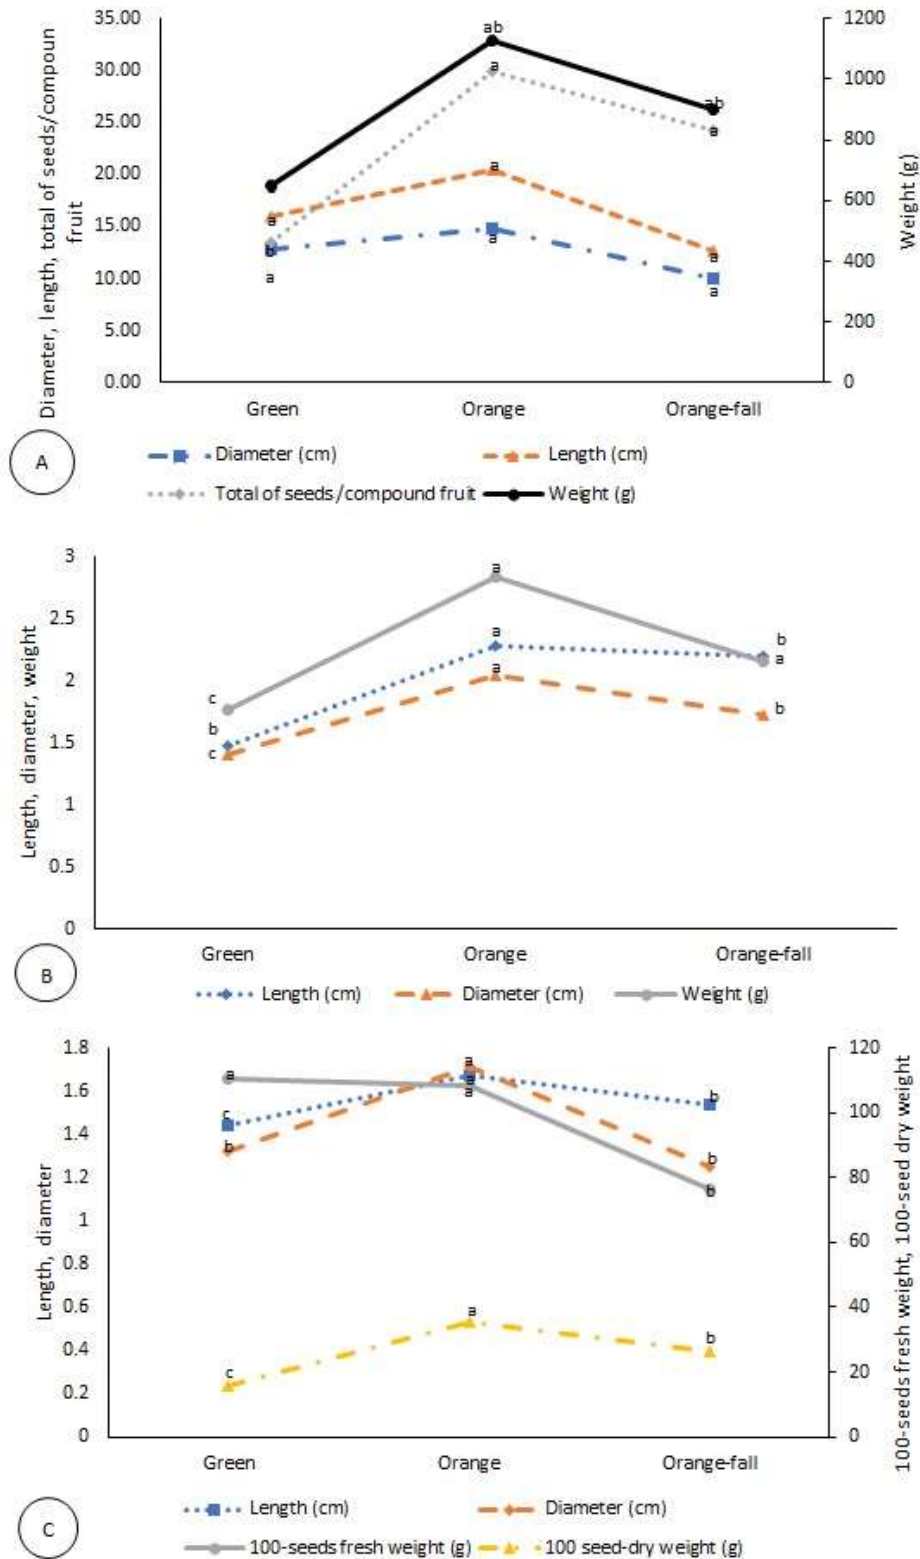 35.00
30.00
25.00
20.00
15.00
10.00
5.00
0.00
Diameter, length, total of seeds/compoun
fruit
1200
1000
800
600
400
200
0
Weight (g)
ab
a
a
ab
a
a
a
b
a
a
a
a
Green Orange Orange-fall
A
Diameter (cm) Length (cm)
Total of seeds/compound fruit Weight (g)
3
2.5
2
1.5
1
0.5
0
Length, diameter, weight
a
a
a
b
a
b
c
b
c
Green Orange Orange-fall
B
Length (cm) Diameter (cm) Weight (g)
1.8
1.6
1.4
1.2
1
0.8
0.6
0.4
0.2
0
Length, diameter
120
100
80
60
40
20
0
100-seeds fresh weight, 100-seed dry weight
a
a
a
a
c
b
b
b
b
a
b
c
Green Orange Orange-fall
C
Length (cm) Diameter (cm)
100-seeds fresh weight (g) 100 seed-dry weight (g)